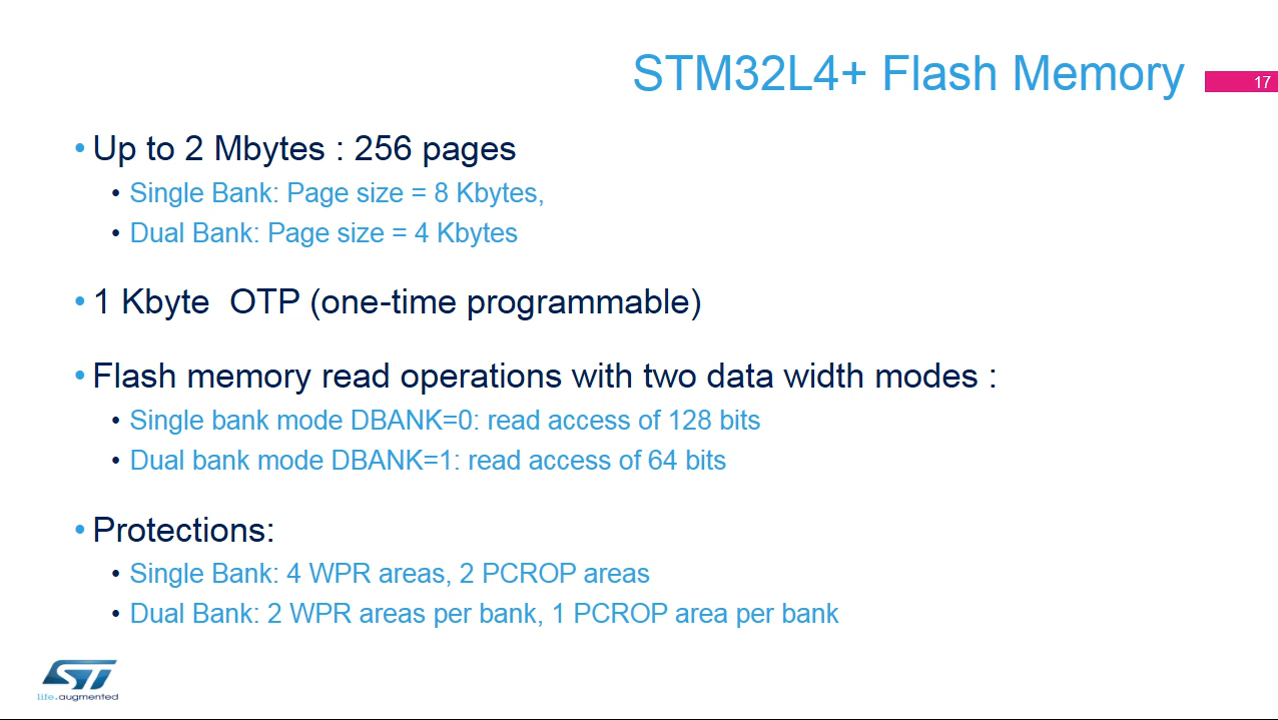 STM32L4+ Flash Memory
17
• Up to 2 Mbytes : 256 pages
• Single Bank: Page size = 8 Kbytes,
• Dual Bank: Page size = 4 Kbytes
• 1 Kbyte  OTP (one-time programmable)
• Flash memory read operations with two data width modes :
• Single bank mode DBANK=0: read access of 128 bits
• Dual bank mode DBANK=1: read access of 64 bits
• Protections:
• Single Bank: 4 WPR areas, 2 PCROP areas
• Dual Bank: 2 WPR areas per bank, 1 PCROP area per bank
ST
life.augmented